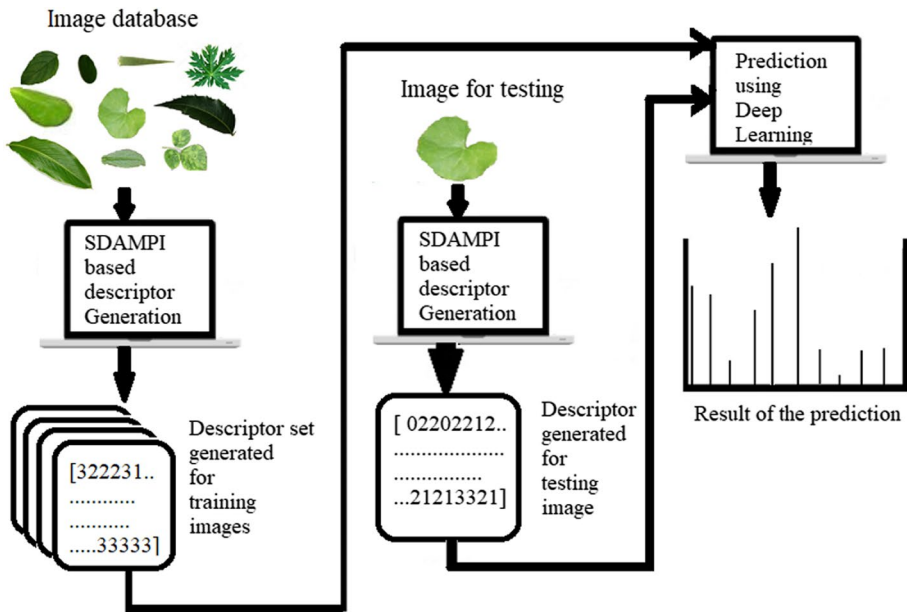 Image database
SDAMPI
based
descriptor
Generation
[322231..
............
............
.....33333]
Descriptor set
generated
for
training
images
Image for testing
SDAMPI
based
descriptor
Generation
[ 02202212..
.....................
.................
...21213321]
Descriptor
generated
for
testing
image
Prediction
using
Deep
Learning
Result of the prediction